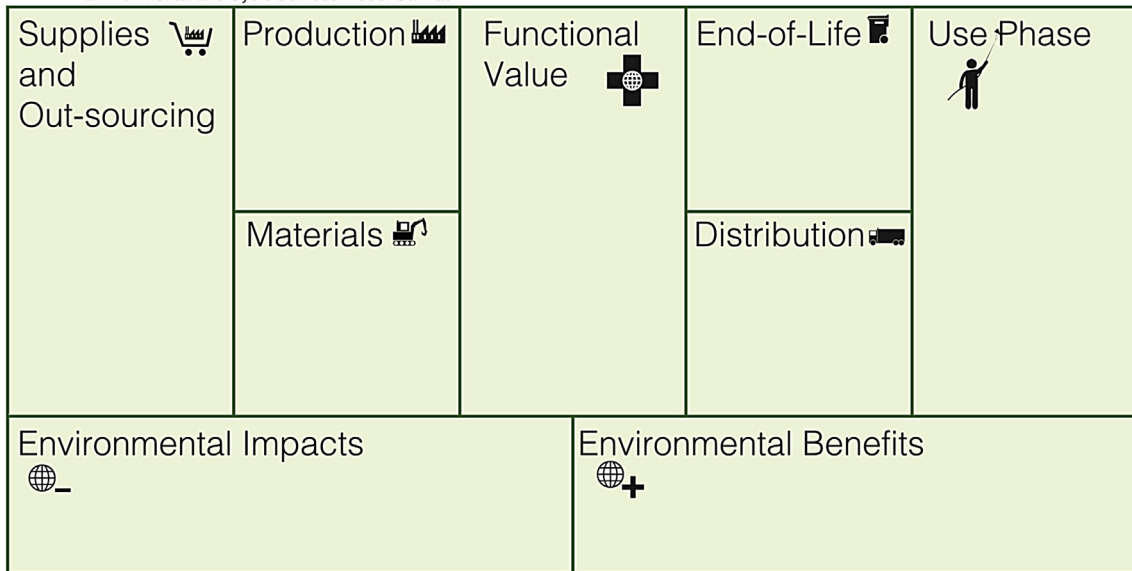 Supplies
and
Out-sourcing
Production
Materials
Functional
Value
End-of-Life
Distribution
Use Phase
Environmental Impacts
Environmental Benefits